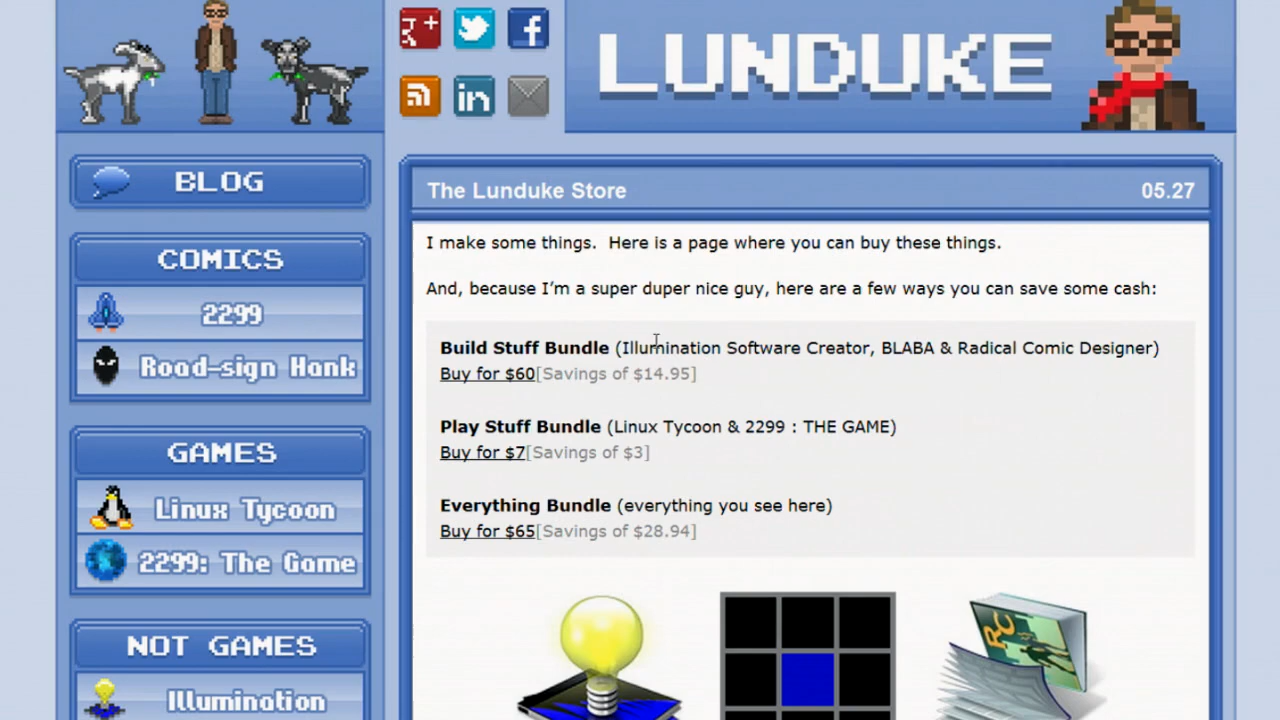 LUNDUKE
BLOG
COMICS
2299
Road-sign Hank
GAMES
Linux Tycoon
2299: The Game
NOT GAMES
Illumination
The Lunduke Store
05.27
I make some things. Here is a page where you can buy these things.
And, because I'm a super duper nice guy, here are a few ways you can save some cash:
Build Stuff Bundle (Illumination Software Creator, BLABA & Radical Comic Designer)
Buy for $60[Savings of $14.95]
Play Stuff Bundle (Linux Tycoon & 2299 : THE GAME)
Buy for $7[Savings of $3]
Everything Bundle (everything you see here)
Buy for $65[Savings of $28.94]
RC